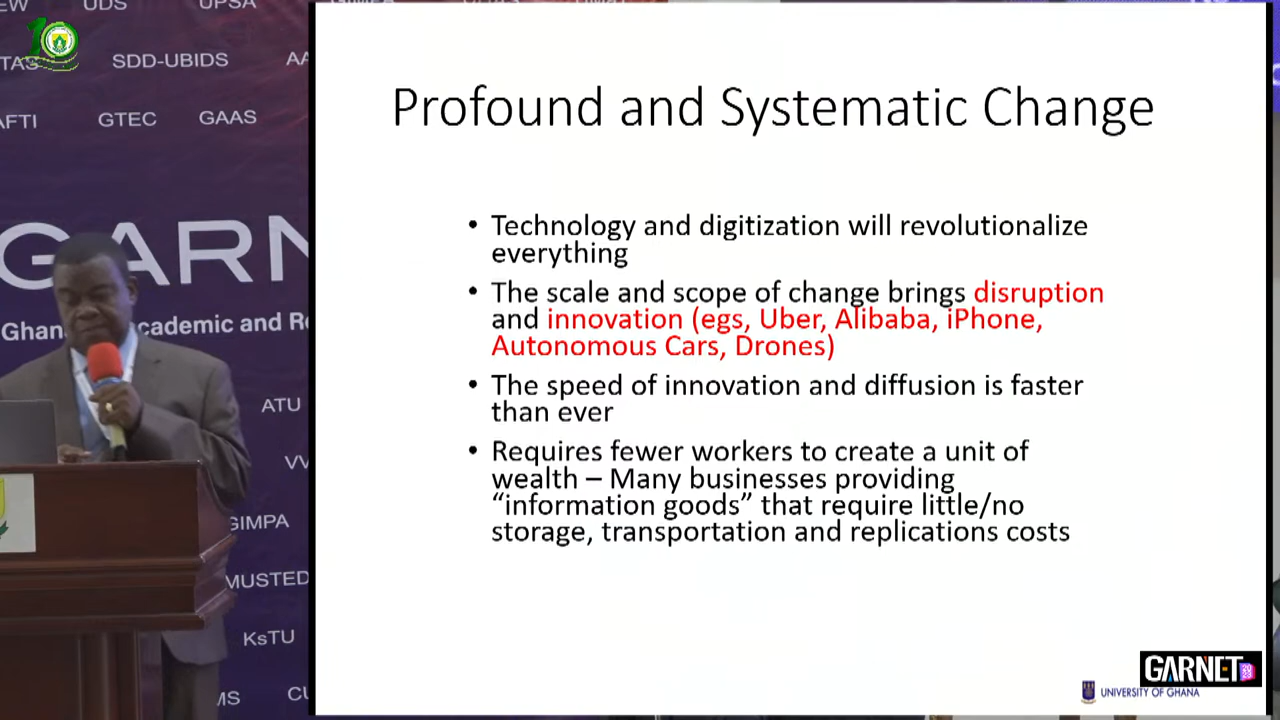 UDS
UPSA
SDD-UBIDS
GTEC
GAAS
GARN
Ghan
cademic and Re
ATU
GIMPA
MUSTED
KsTU
Profound and Systematic Change
• Technology and digitization will revolutionalize
everything
• The scale and scope of change brings disruption
and innovation (egs, Uber, Alibaba, iPhone,
Autonomous Cars, Drones)
• The speed of innovation and diffusion is faster
than ever
• Requires fewer workers to create a unit of
wealth – Many businesses providing
“information goods” that require little/no
storage, transportation and replications costs
GARNET
UNIVERSITY OF GHANA